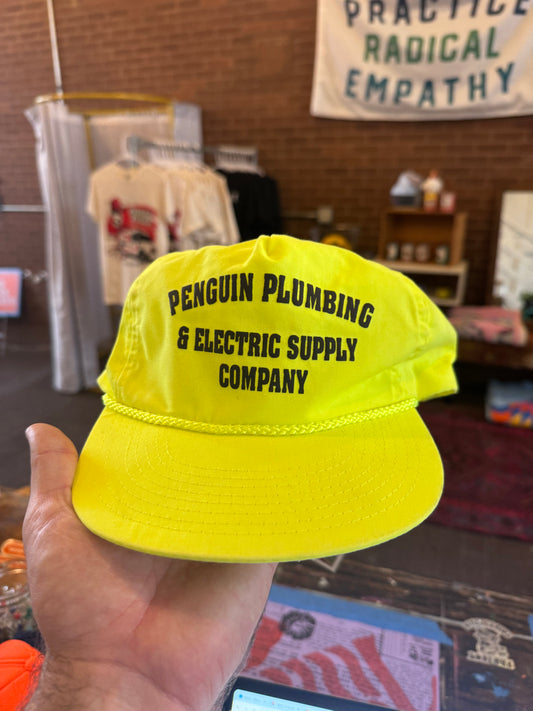 PRACTICE
RADICAL
EMPATHY
PENGUIN PLUMBING
& ELECTRIC SUPPLY
COMPANY